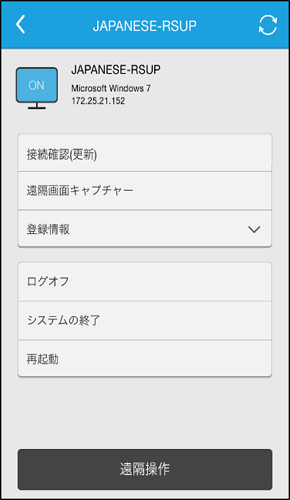 JAPANESE-RSUP
ON
JAPANESE-RSUP
Microsoft Windows 7
172.25.21.152
接続確認(更新)
遠隔画面キャプチャー
登録情報
ログオフ
システムの終了
再起動
遠隔操作